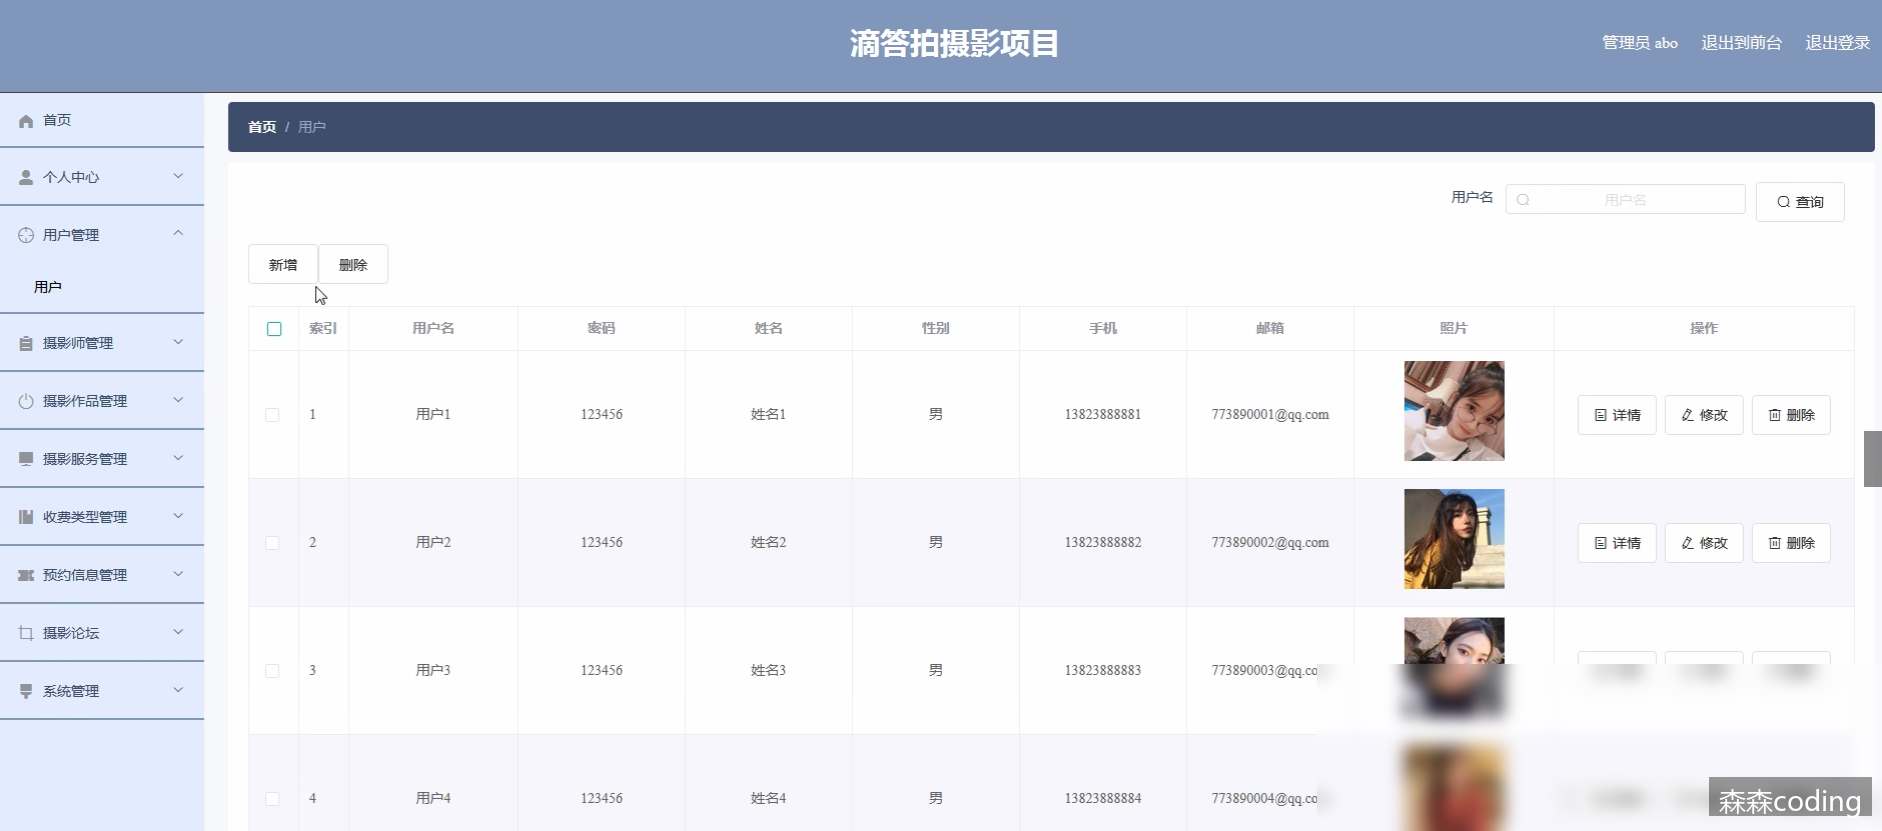 滴答拍摄影项目
管理员 abo 退出到前台 退出登录
首页
个人中心
用户管理
用户
摄影师管理
摄影作品管理
摄影服务管理
收费类型管理
预约信息管理
摄影论坛
系统管理
首页 / 用户
用户名 用户名 查询
新增 删除
索引 用户名 密码 姓名 性别 手机 邮箱 照片 操作
1 用户1 123456 姓名1 男 13823888881 773890001@qq.com 详情 修改 删除
2 用户2 123456 姓名2 男 13823888882 773890002@qq.com 详情 修改 删除
3 用户3 123456 姓名3 男 13823888883 773890003@qq.co
4 用户4 123456 姓名4 男 13823888884 773890004@qq.co
森森coding